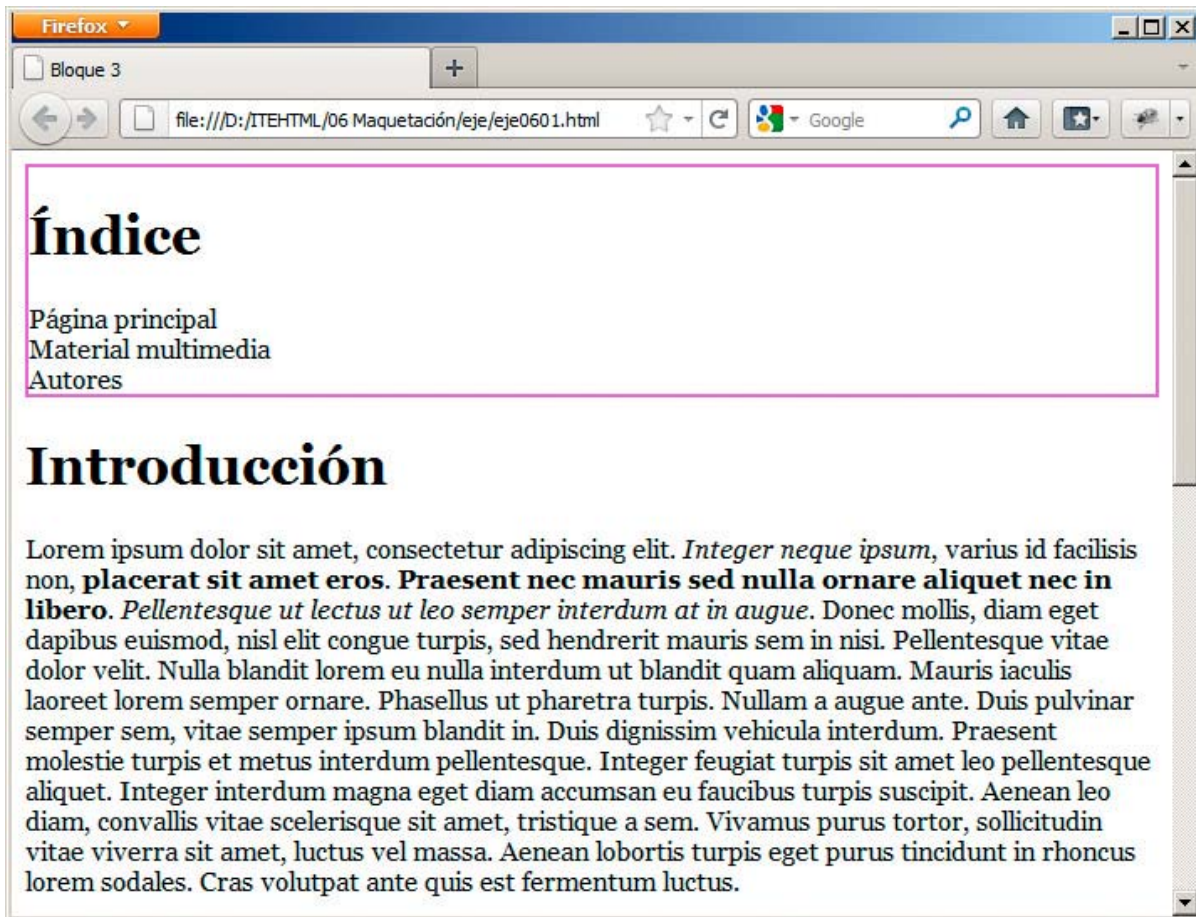 Firefox
Bloque 3
file:///D:/ITEHTML/06 Maquetación/eje/eje0601.html
Google
Índice
Página principal
Material multimedia
Autores
Introducción
Lorem ipsum dolor sit amet, consectetur adipiscing elit. Integer neque ipsum, varius id facilisis
non, placerat sit amet eros. Praesent nec mauris sed nulla ornare aliquet nec in
libero. Pellentesque ut lectus ut leo semper interdum at in augue. Donec mollis, diam eget
dapibus euismod, nisl elit congue turpis, sed hendrerit mauris sem in nisi. Pellentesque vitae
dolor velit. Nulla blandit lorem eu nulla interdum ut blandit quam aliquam. Mauris iaculis
laoreet lorem semper ornare. Phasellus ut pharetra turpis. Nullam a augue ante. Duis pulvinar
semper sem, vitae semper ipsum blandit in. Duis dignissim vehicula interdum. Praesent
molestie turpis et metus interdum pellentesque. Integer feugiat turpis sit amet leo pellentesque
aliquet. Integer interdum magna eget diam accumsan eu faucibus turpis suscipit. Aenean leo
diam, convallis vitae scelerisque sit amet, tristique a sem. Vivamus purus tortor, sollicitudin
vitae viverra sit amet, luctus vel massa. Aenean lobortis turpis eget purus tincidunt in rhoncus
lorem sodales. Cras volutpat ante quis est fermentum luctus.